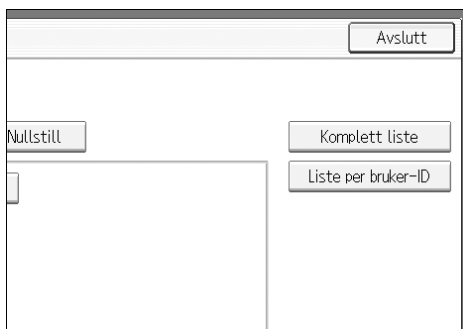 Avslutt
Nullstill
Komplett liste
Liste per bruker-ID